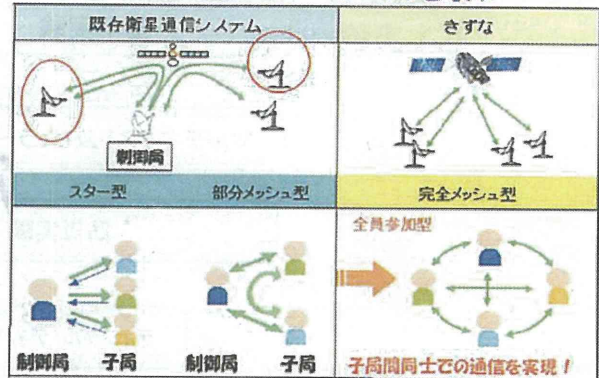 既存衛星通信システム
きずな
制御局
スター型 部分メッシュ型
完全メッシュ型
全員参加型
制御局 子局 制御局 子局
子局間同士での通信を実現!